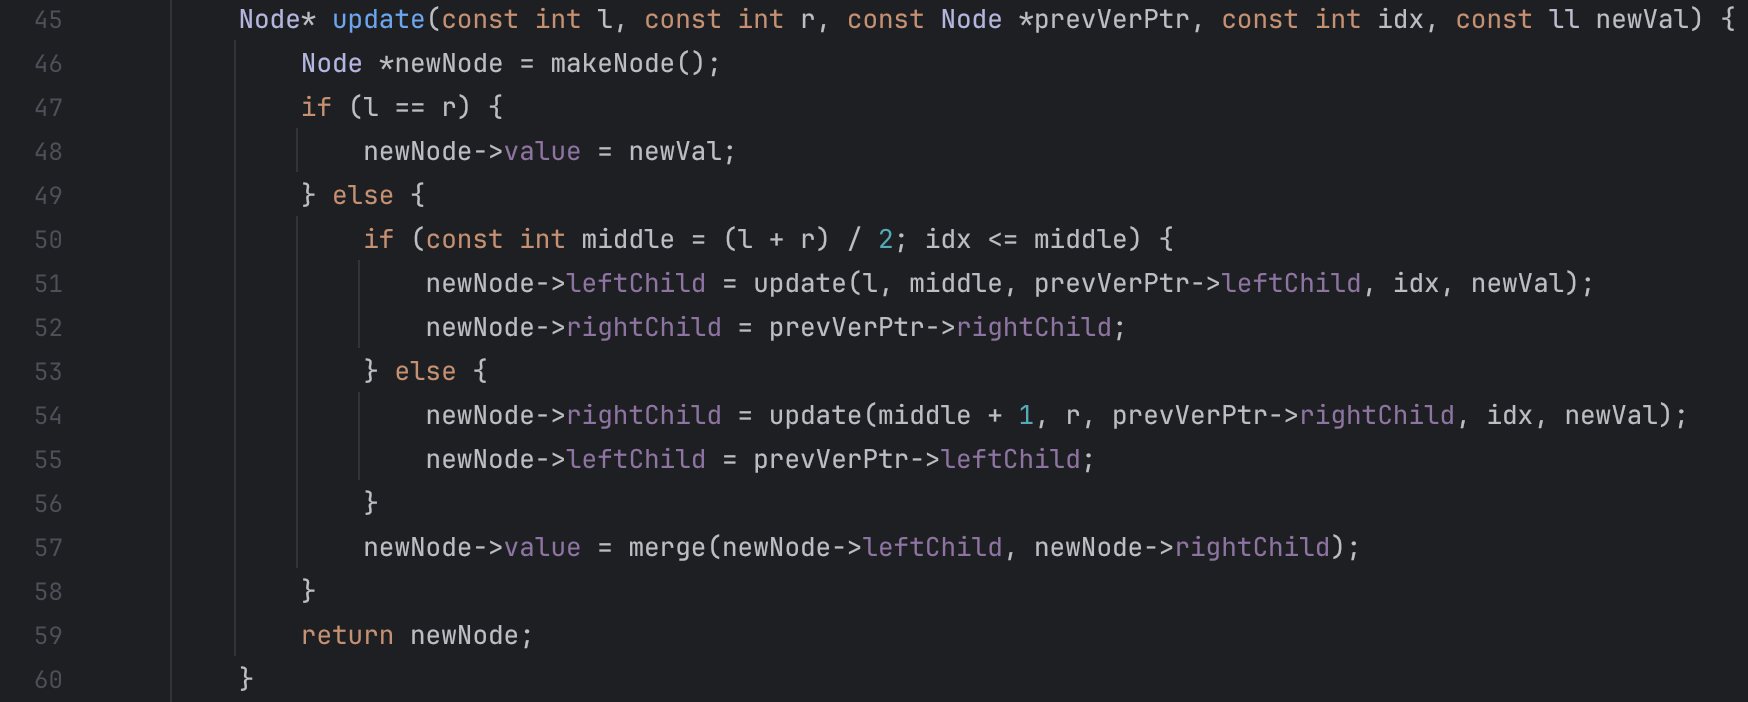 45 Node* update(const int l, const int r, const Node *prevVerPtr, const int idx, const ll newVal) {
46 Node *newNode = makeNode();
47 if (l == r) {
48 newNode->value = newVal;
49 } else {
50 if (const int middle = (l + r) / 2; idx <= middle) {
51 newNode->leftChild = update(l, middle, prevVerPtr->leftChild, idx, newVal);
52 newNode->rightChild = prevVerPtr->rightChild;
53 } else {
54 newNode->rightChild = update(middle + 1, r, prevVerPtr->rightChild, idx, newVal);
55 newNode->leftChild = prevVerPtr->leftChild;
56 }
57 newNode->value = merge(newNode->leftChild, newNode->rightChild);
58 }
59 return newNode;
60 }